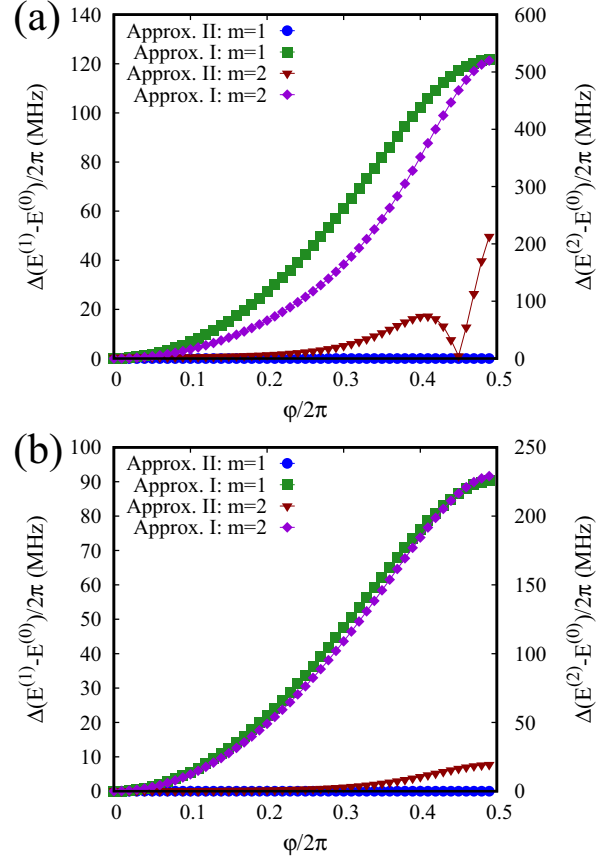 (a)
Approx. II: m=1
Approx. I: m=1
Approx. II: m=2
Approx. I: m=2
Δ(E⁽¹⁾-E⁽⁰⁾)/2π (MHz)
140
120
100
80
60
40
20
0
Δ(E⁽²⁾-E⁽⁰⁾)/2π (MHz)
600
500
400
300
200
100
0
0 0.1 0.2 0.3 0.4 0.5
φ/2π
(b)
Approx. II: m=1
Approx. I: m=1
Approx. II: m=2
Approx. I: m=2
Δ(E⁽¹⁾-E⁽⁰⁾)/2π (MHz)
100
90
80
70
60
50
40
30
20
10
0
Δ(E⁽²⁾-E⁽⁰⁾)/2π (MHz)
250
200
150
100
50
0
0 0.1 0.2 0.3 0.4 0.5
φ/2π